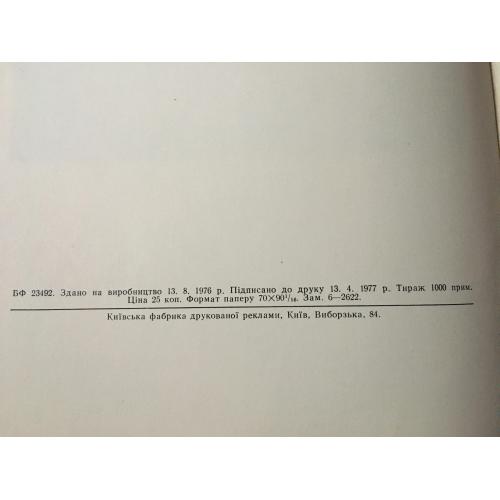 БФ 23492. Здано на виробництво 13. 8. 1976 р. Підписано до друку 13. 4. 1977 р. Тираж 1000 прим.
Ціна 25 коп. Формат паперу 70×90¹/₁₆. Зам. 6—2622.
Київська фабрика друкованої реклами, Київ, Виборзька, 84.